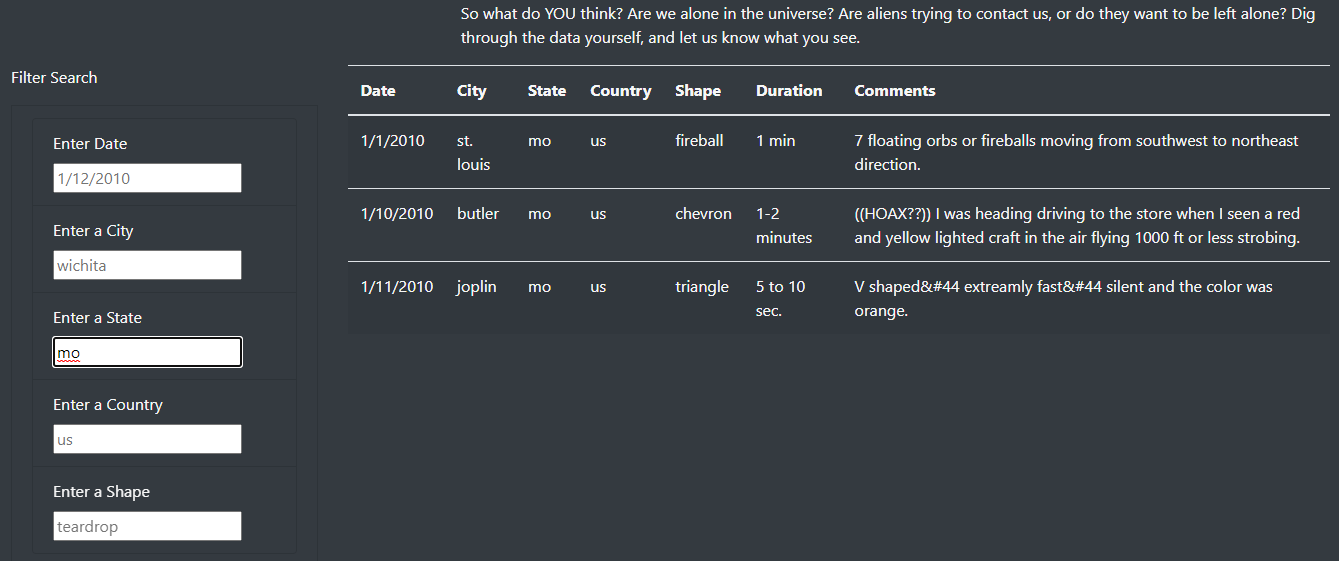 So what do YOU think? Are we alone in the universe? Are aliens trying to contact us, or do they want to be left alone? Dig
through the data yourself, and let us know what you see.
Filter Search
Enter Date
1/12/2010
Enter a City
wichita
Enter a State
mo
Enter a Country
us
Enter a Shape
teardrop
Date City State Country Shape Duration Comments
1/1/2010 st. mo us fireball 1 min 7 floating orbs or fireballs moving from southwest to northeast
louis direction.
1/10/2010 butler mo us chevron 1-2 ((HOAX??)) I was heading driving to the store when I seen a red
minutes and yellow lighted craft in the air flying 1000 ft or less strobing.
1/11/2010 joplin mo us triangle 5 to 10 V shaped&#44 extreamly fast&#44 silent and the color was
sec. orange.